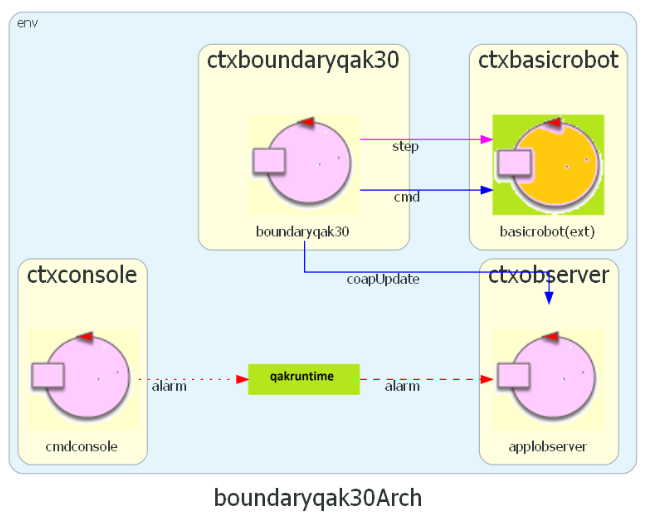 env
ctxboundaryqak30
ctxbasicrobot
step
cmd
boundaryqak30
basicrobot(ext)
coapUpdate
ctxconsole
ctxobserver
alarm
qakruntime
alarm
cmdconsole
applobserver
boundaryqak30Arch